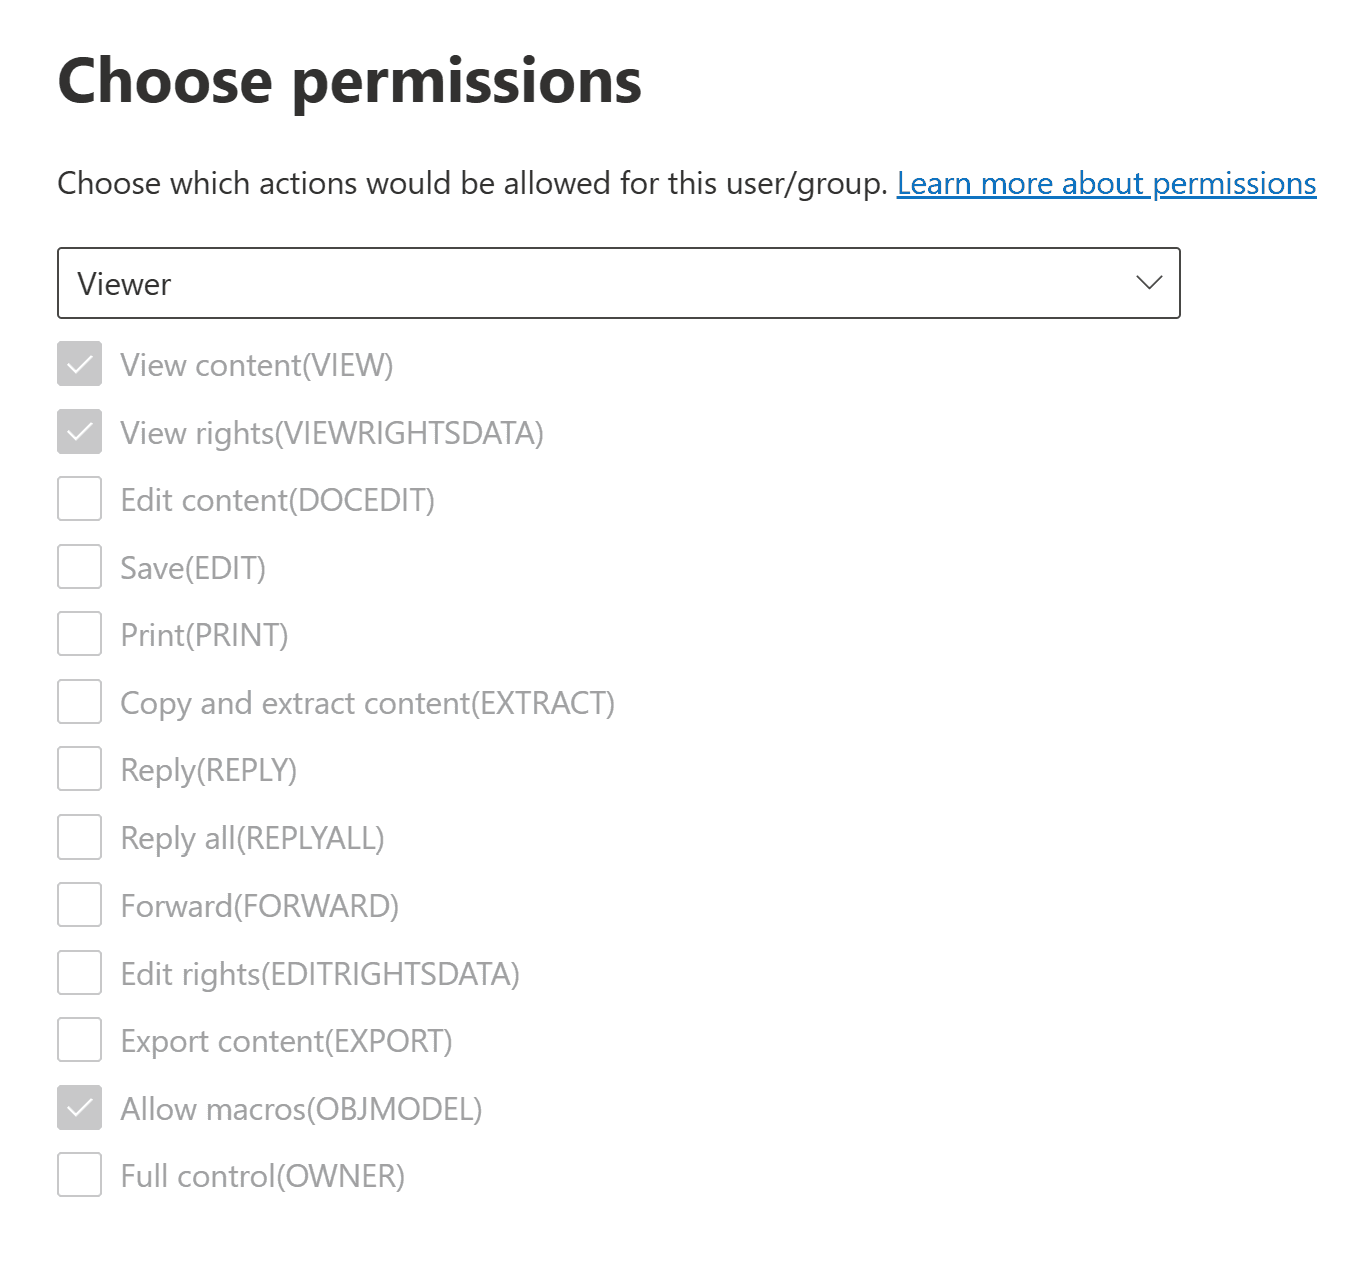 Choose permissions
Choose which actions would be allowed for this user/group. Learn more about permissions
Viewer
View content(VIEW)
View rights(VIEWRIGHTSDATA)
Edit content(DOCEDIT)
Save(EDIT)
Print(PRINT)
Copy and extract content(EXTRACT)
Reply(REPLY)
Reply all(REPLYALL)
Forward(FORWARD)
Edit rights(EDITRIGHTSDATA)
Export content(EXPORT)
Allow macros(OBJMODEL)
Full control(OWNER)